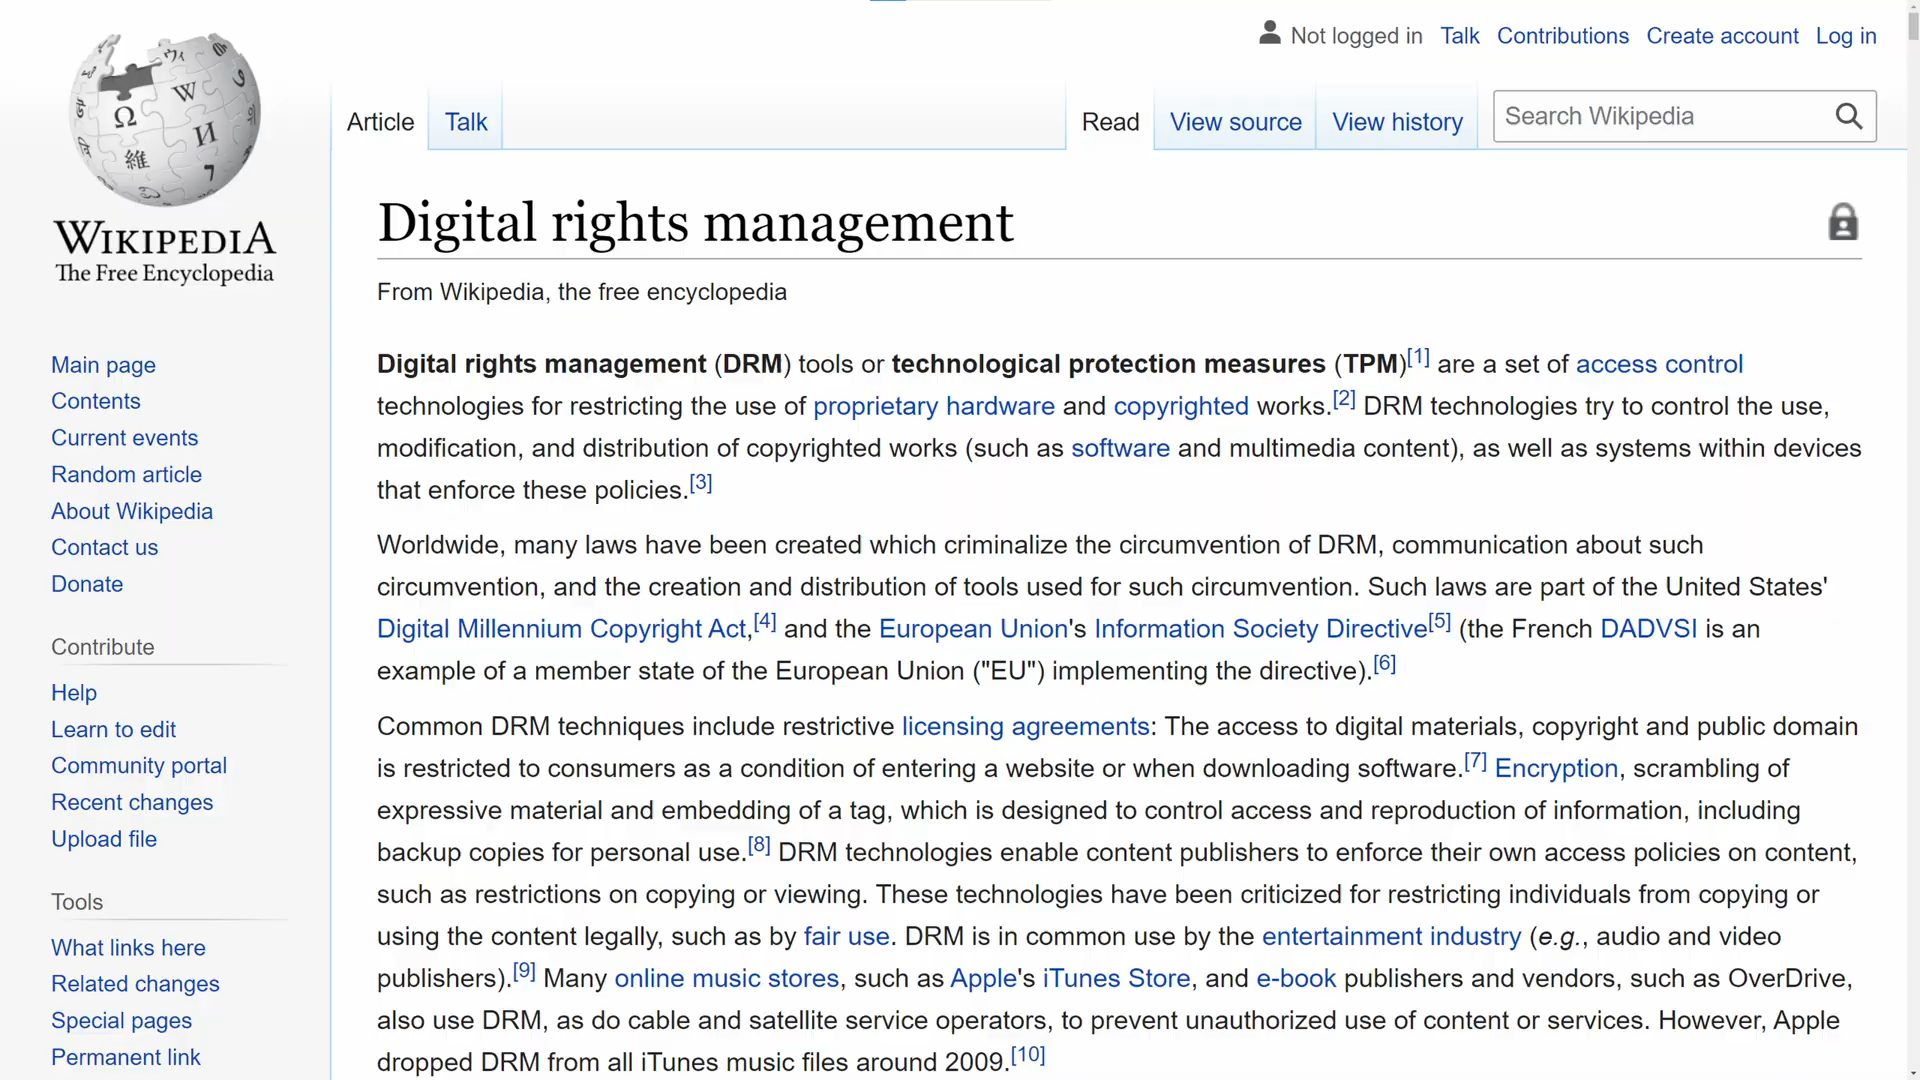 Not logged in Talk Contributions Create account Log in
Article Talk Read View source View history Search Wikipedia
WIKIPEDIA
The Free Encyclopedia
Main page
Contents
Current events
Random article
About Wikipedia
Contact us
Donate
Contribute
Help
Learn to edit
Community portal
Recent changes
Upload file
Tools
What links here
Related changes
Special pages
Permanent link
Digital rights management
From Wikipedia, the free encyclopedia
Digital rights management (DRM) tools or technological protection measures (TPM)[1] are a set of access control
technologies for restricting the use of proprietary hardware and copyrighted works.[2] DRM technologies try to control the use,
modification, and distribution of copyrighted works (such as software and multimedia content), as well as systems within devices
that enforce these policies.[3]
Worldwide, many laws have been created which criminalize the circumvention of DRM, communication about such
circumvention, and the creation and distribution of tools used for such circumvention. Such laws are part of the United States'
Digital Millennium Copyright Act,[4] and the European Union's Information Society Directive[5] (the French DADVSI is an
example of a member state of the European Union ("EU") implementing the directive).[6]
Common DRM techniques include restrictive licensing agreements: The access to digital materials, copyright and public domain
is restricted to consumers as a condition of entering a website or when downloading software.[7] Encryption, scrambling of
expressive material and embedding of a tag, which is designed to control access and reproduction of information, including
backup copies for personal use.[8] DRM technologies enable content publishers to enforce their own access policies on content,
such as restrictions on copying or viewing. These technologies have been criticized for restricting individuals from copying or
using the content legally, such as by fair use. DRM is in common use by the entertainment industry (e.g., audio and video
publishers).[9] Many online music stores, such as Apple's iTunes Store, and e-book publishers and vendors, such as OverDrive,
also use DRM, as do cable and satellite service operators, to prevent unauthorized use of content or services. However, Apple
dropped DRM from all iTunes music files around 2009.[10]